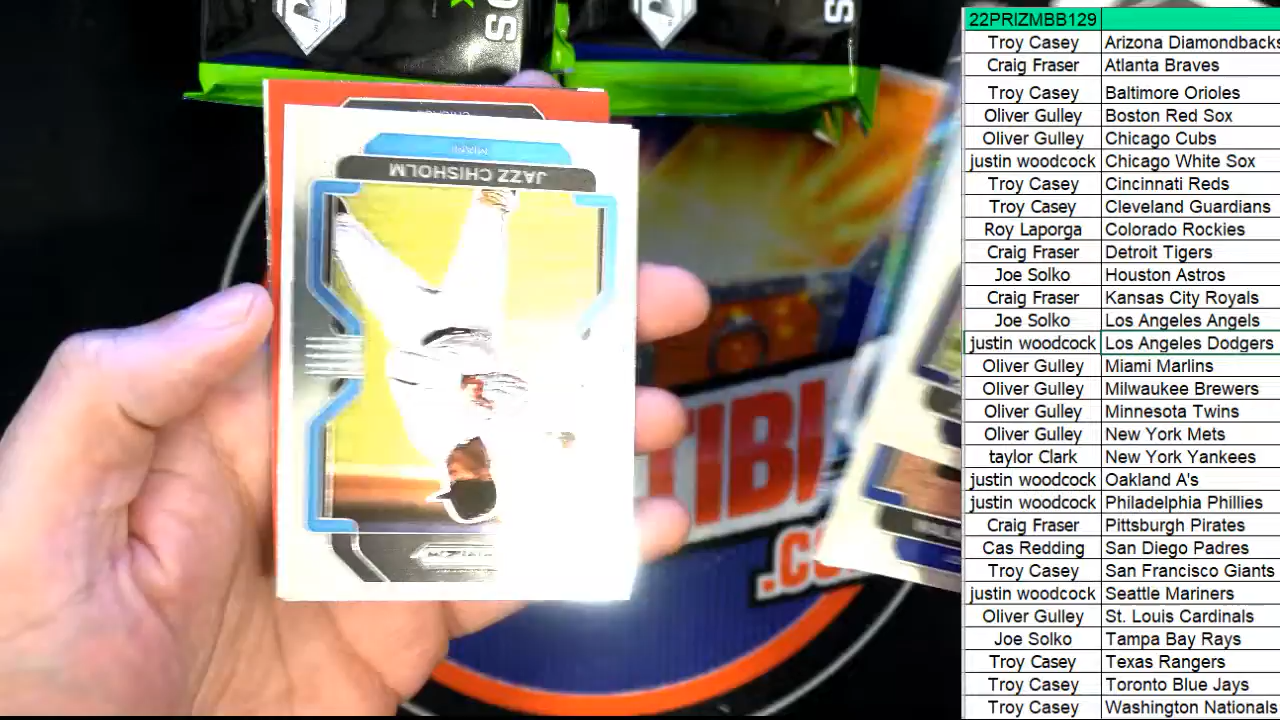 22PRIZMBB129
Troy Casey Arizona Diamondbacks
Craig Fraser Atlanta Braves
Troy Casey Baltimore Orioles
Oliver Gulley Boston Red Sox
Oliver Gulley Chicago Cubs
justin woodcock Chicago White Sox
Troy Casey Cincinnati Reds
Troy Casey Cleveland Guardians
Roy Laporga Colorado Rockies
Craig Fraser Detroit Tigers
Joe Solko Houston Astros
Craig Fraser Kansas City Royals
Joe Solko Los Angeles Angels
justin woodcock Los Angeles Dodgers
Oliver Gulley Miami Marlins
Oliver Gulley Milwaukee Brewers
Oliver Gulley Minnesota Twins
Oliver Gulley New York Mets
taylor Clark New York Yankees
justin woodcock Oakland A's
justin woodcock Philadelphia Phillies
Craig Fraser Pittsburgh Pirates
Cas Redding San Diego Padres
Troy Casey San Francisco Giants
justin woodcock Seattle Mariners
Oliver Gulley St. Louis Cardinals
Joe Solko Tampa Bay Rays
Troy Casey Texas Rangers
Troy Casey Toronto Blue Jays
Troy Casey Washington Nationals
MIAMI
JAZZ CHISHOLM
PRIZM